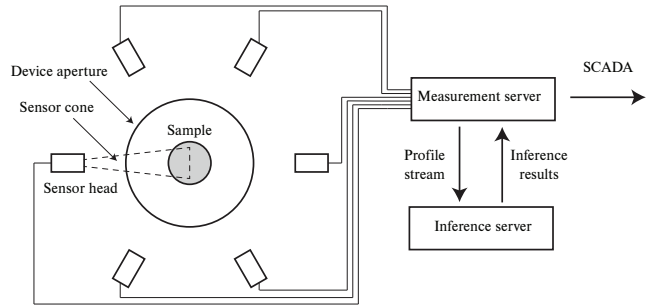 SCADA
Device aperture
Measurement server
Sensor cone
Sample
Profile
stream
Inference
results
Sensor head
Inference server